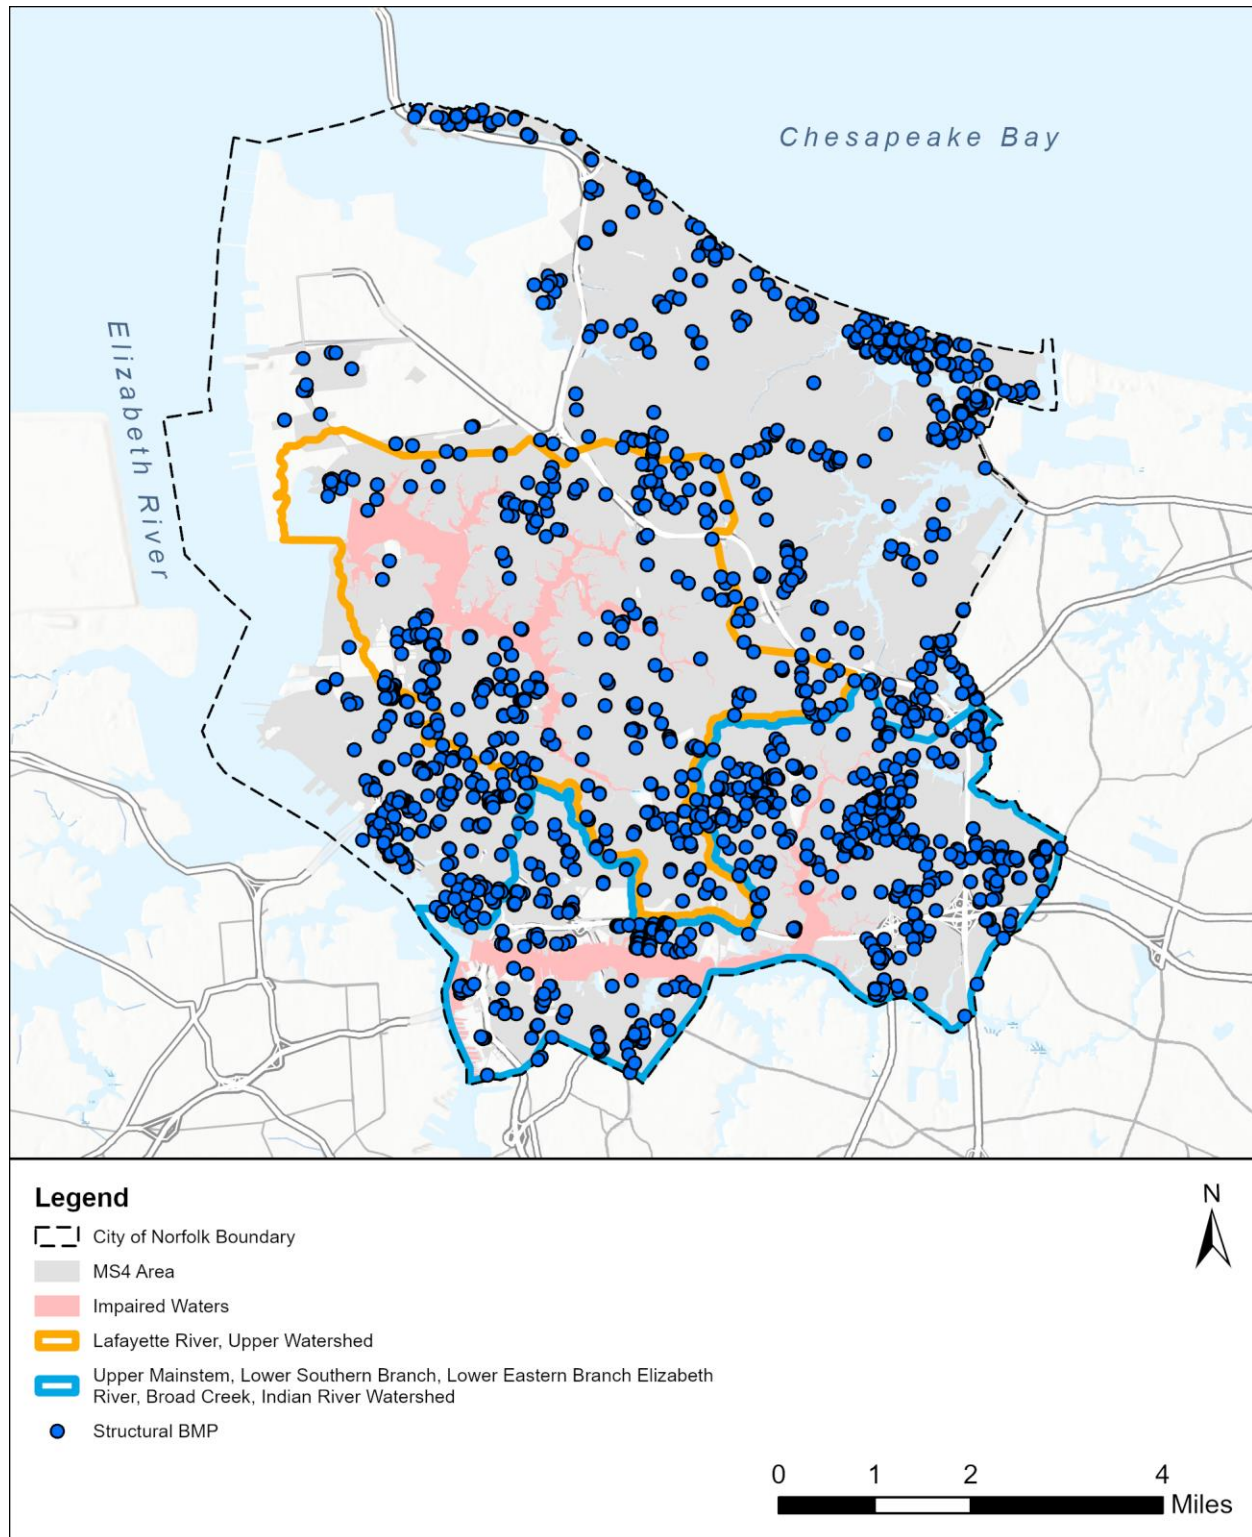 Chesapeake Bay
Elizabeth River
Legend
N
City of Norfolk Boundary
MS4 Area
Impaired Waters
Lafayette River, Upper Watershed
Upper Mainstem, Lower Southern Branch, Lower Eastern Branch Elizabeth
River, Broad Creek, Indian River Watershed
Structural BMP
0 1 2 4
Miles